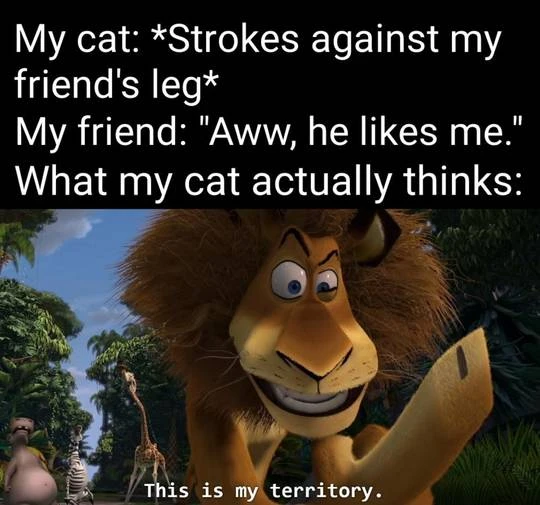 My cat: *Strokes against my
friend's leg*
My friend: "Aww, he likes me."
What my cat actually thinks:
This is my territory.